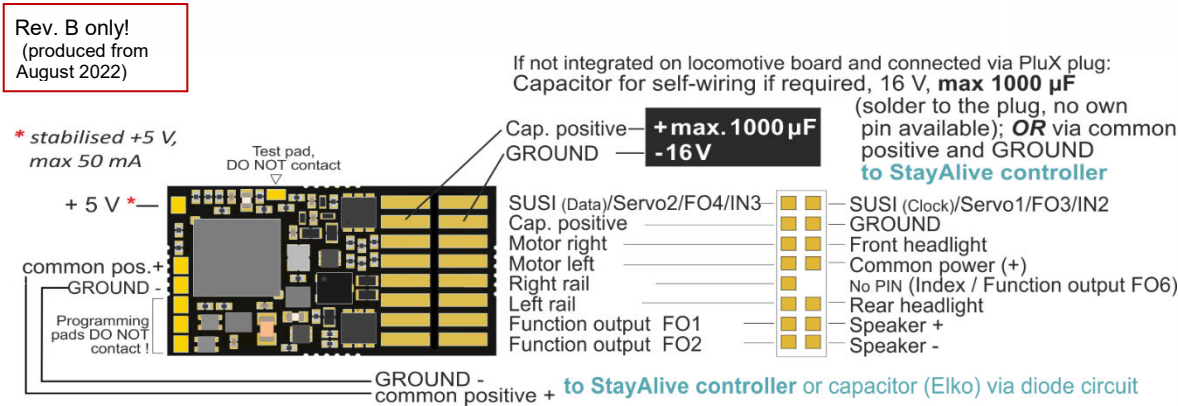 Rev. B only!
(produced from
August 2022)
If not integrated on locomotive board and connected via PluX plug:
Capacitor for self-wiring if required, 16 V, max 1000 µF
(solder to the plug, no own
pin available); OR via common
positive and GROUND
to StayAlive controller
* stabilised +5 V,
max 50 mA
Test pad,
DO NOT contact
Cap. positive
GROUND
+max. 1000µF
-16V
+ 5 V *
common pos.+
GROUND -
Programming
pads DO NOT
contact !
SUSI (Data)/Servo2/FO4/IN3
SUSI (Clock)/Servo1/FO3/IN2
Cap. positive
GROUND
Motor right
Front headlight
Motor left
Common power (+)
Right rail
No PIN (Index / Function output FO6)
Left rail
Rear headlight
Function output FO1
Speaker +
Function output FO2
Speaker -
GROUND -
common positive +
to StayAlive controller or capacitor (Elko) via diode circuit